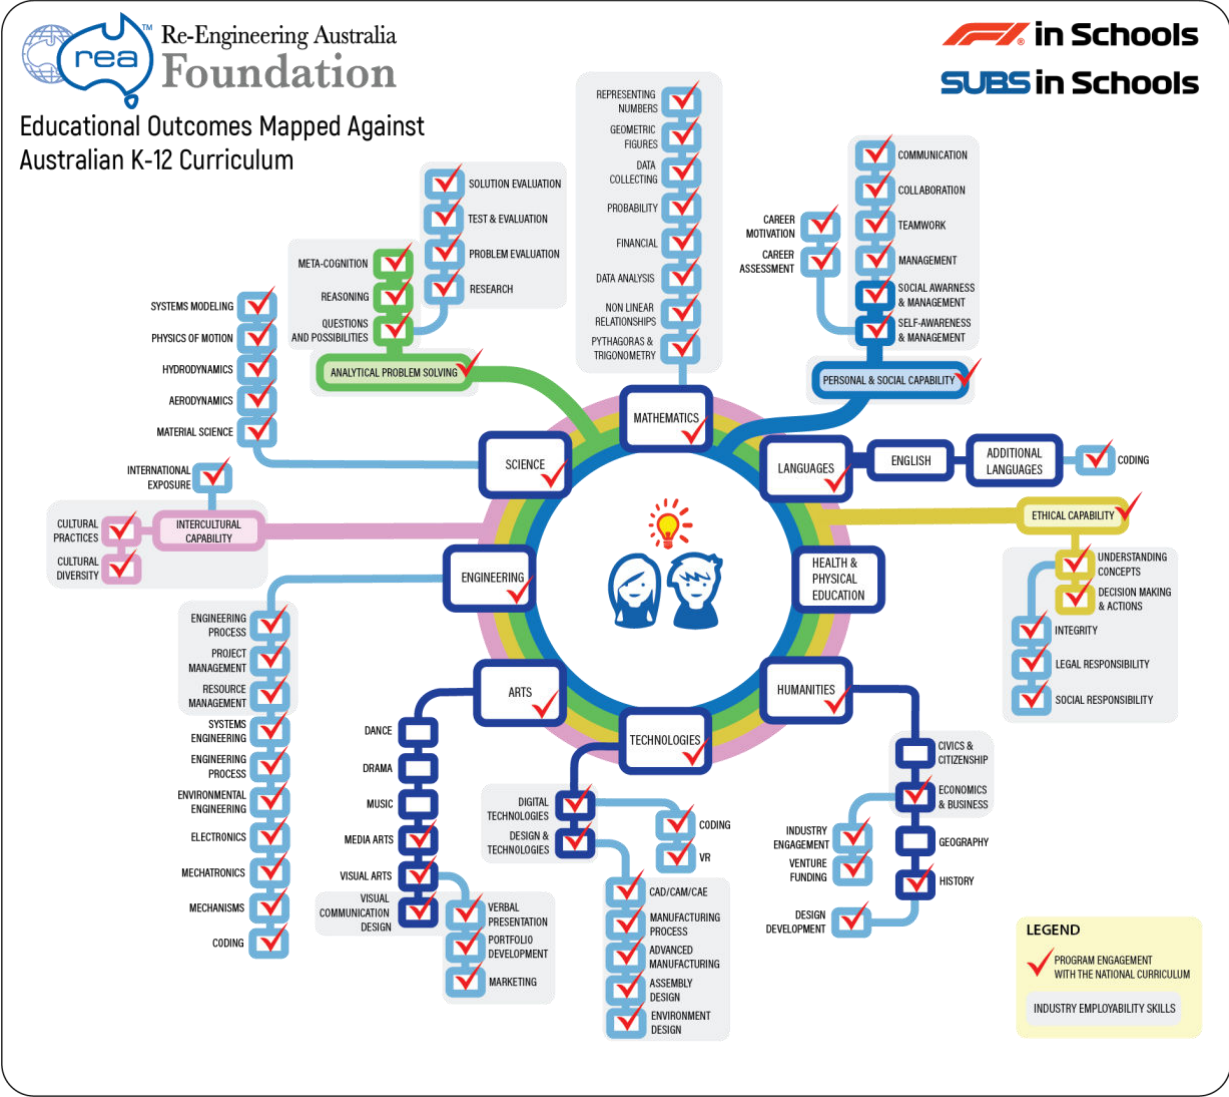 rea
TM
Re-Engineering Australia
Foundation
F1® in Schools
SUBS in Schools
Educational Outcomes Mapped Against
Australian K-12 Curriculum
REPRESENTING
NUMBERS
GEOMETRIC
FIGURES
DATA
COLLECTING
PROBABILITY
FINANCIAL
DATA ANALYSIS
NON LINEAR
RELATIONSHIPS
PYTHAGORAS &
TRIGONOMETRY
MATHEMATICS
SOLUTION EVALUATION
TEST & EVALUATION
PROBLEM EVALUATION
RESEARCH
META-COGNITION
REASONING
QUESTIONS
AND POSSIBILITIES
ANALYTICAL PROBLEM SOLVING
COMMUNICATION
COLLABORATION
TEAMWORK
MANAGEMENT
SOCIAL AWARNESS
& MANAGEMENT
SELF-AWARENESS
& MANAGEMENT
CAREER
MOTIVATION
CAREER
ASSESSMENT
PERSONAL & SOCIAL CAPABILITY
SYSTEMS MODELING
PHYSICS OF MOTION
HYDRODYNAMICS
AERODYNAMICS
MATERIAL SCIENCE
SCIENCE
LANGUAGES
ENGLISH
ADDITIONAL
LANGUAGES
CODING
INTERNATIONAL
EXPOSURE
CULTURAL
PRACTICES
CULTURAL
DIVERSITY
INTERCULTURAL
CAPABILITY
ETHICAL CAPABILITY
UNDERSTANDING
CONCEPTS
DECISION MAKING
& ACTIONS
INTEGRITY
LEGAL RESPONSIBILITY
SOCIAL RESPONSIBILITY
ENGINEERING
HEALTH &
PHYSICAL
EDUCATION
ENGINEERING
PROCESS
PROJECT
MANAGEMENT
RESOURCE
MANAGEMENT
SYSTEMS
ENGINEERING
ENGINEERING
PROCESS
ENVIRONMENTAL
ENGINEERING
ELECTRONICS
MECHATRONICS
MECHANISMS
CODING
ARTS
DANCE
DRAMA
MUSIC
MEDIA ARTS
VISUAL ARTS
VISUAL
COMMUNICATION
DESIGN
VERBAL
PRESENTATION
PORTFOLIO
DEVELOPMENT
MARKETING
TECHNOLOGIES
DIGITAL
TECHNOLOGIES
DESIGN &
TECHNOLOGIES
CODING
VR
CAD/CAM/CAE
MANUFACTURING
PROCESS
ADVANCED
MANUFACTURING
ASSEMBLY
DESIGN
ENVIRONMENT
DESIGN
HUMANITIES
CIVICS &
CITIZENSHIP
ECONOMICS
& BUSINESS
GEOGRAPHY
HISTORY
INDUSTRY
ENGAGEMENT
VENTURE
FUNDING
DESIGN
DEVELOPMENT
LEGEND
PROGRAM ENGAGEMENT
WITH THE NATIONAL CURRICULUM
INDUSTRY EMPLOYABILITY SKILLS